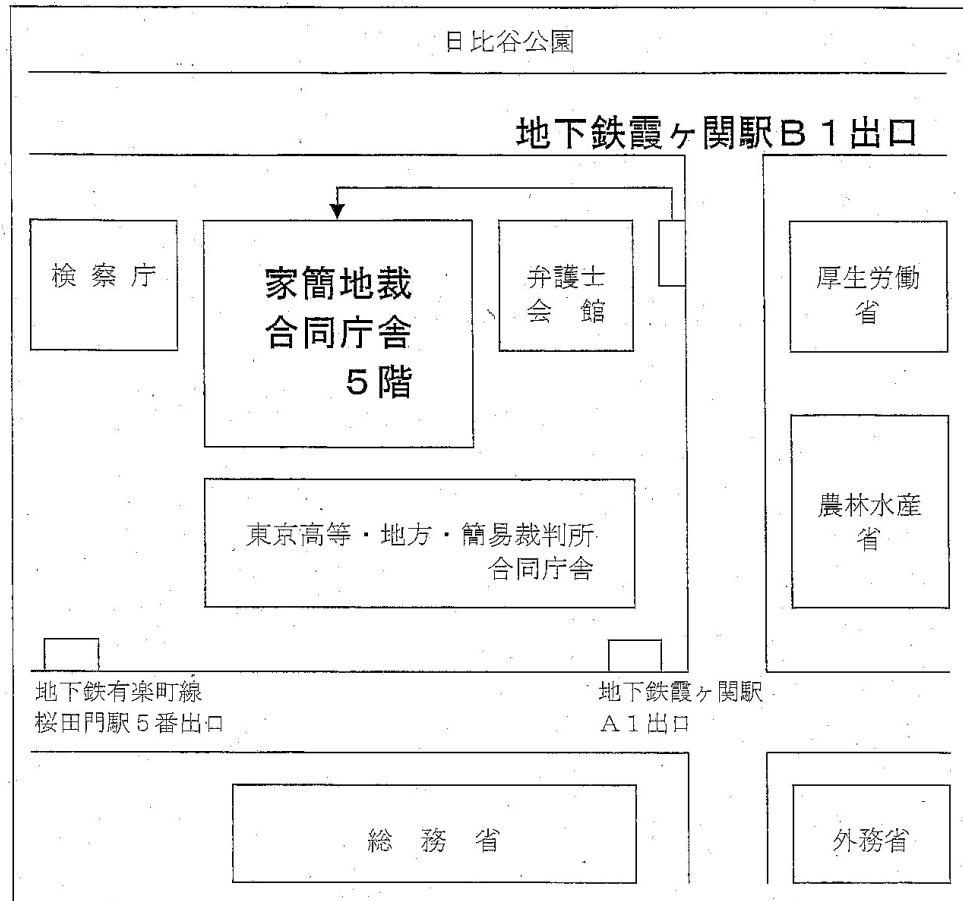 日比谷公園
地下鉄霞ヶ関駅B1出口
検察庁
家簡地裁
合同庁舎
5階
弁護士
会館
厚生労働
省
東京高等・地方・簡易裁判所
合同庁舎
農林水産
省
地下鉄有楽町線
桜田門駅5番出口
地下鉄霞ヶ関駅
A1出口
総務省
外務省